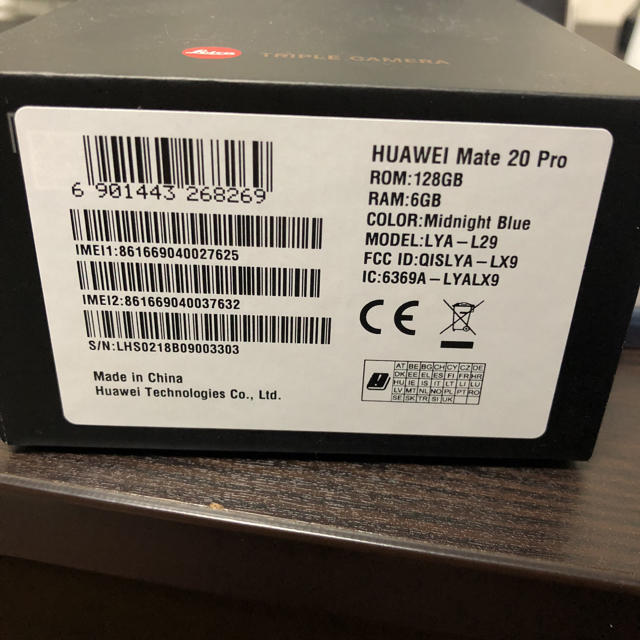 Leica TRIPLE CAMERA
HUAWEI Mate 20 Pro
ROM:128GB
RAM:6GB
COLOR:Midnight Blue
MODEL:LYA-L29
FCC ID:QISLYA-LX9
IC:6369A-LYALX9
CE
6 901443 268269
IMEI1:861669040027625
IMEI2:861669040037632
S/N:LHS0218B09003303
Made in China
Huawei Technologies Co., Ltd.
AT BE BG CH CY CZ DE
DK EE EL ES FI FR HR
HU IE IS IT LT LI LU
LV MT NL NO PL PT RO
SE SK TR SI UK